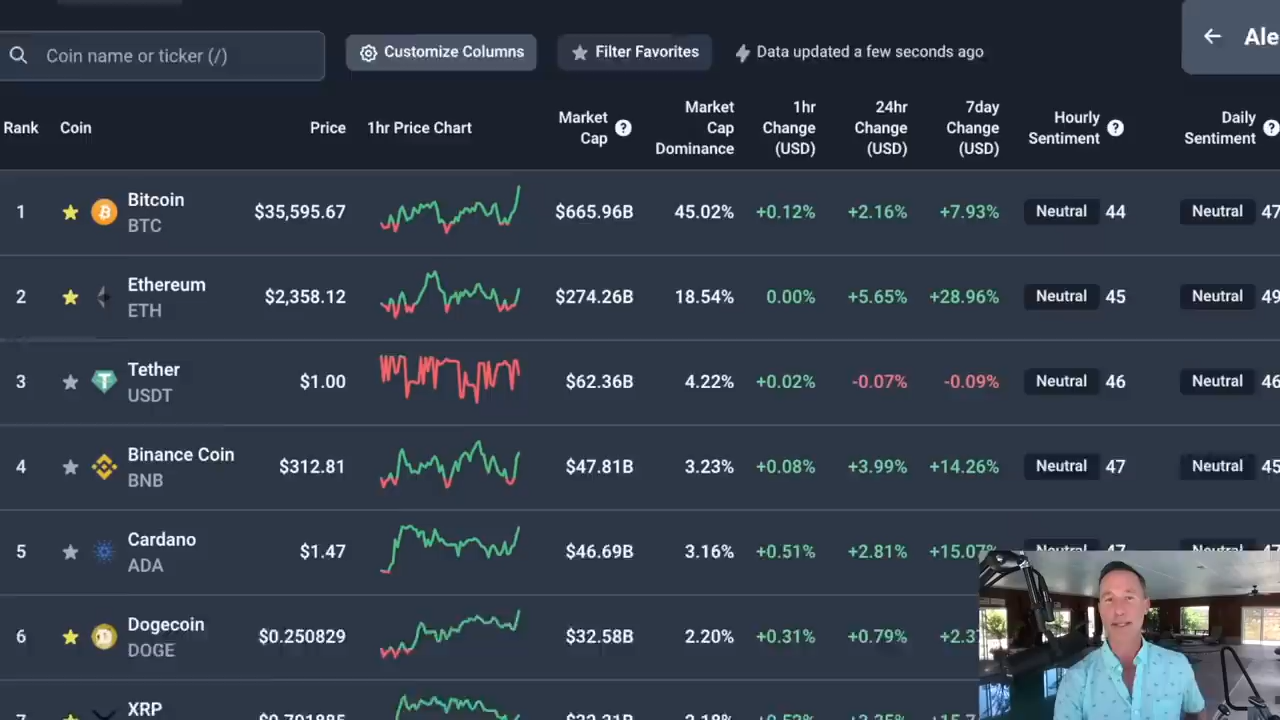 Coin name or ticker (/)
Customize Columns
Filter Favorites
Data updated a few seconds ago
Rank Coin Price 1hr Price Chart Market Cap ? Market Cap Dominance 1hr Change (USD) 24hr Change (USD) 7day Change (USD) Hourly Sentiment ? Daily Sentiment ?
1 Bitcoin BTC $35,595.67 $665.96B 45.02% +0.12% +2.16% +7.93% Neutral 44 Neutral 47
2 Ethereum ETH $2,358.12 $274.26B 18.54% 0.00% +5.65% +28.96% Neutral 45 Neutral 49
3 Tether USDT $1.00 $62.36B 4.22% +0.02% -0.07% -0.09% Neutral 46 Neutral 46
4 Binance Coin BNB $312.81 $47.81B 3.23% +0.08% +3.99% +14.26% Neutral 47 Neutral 45
5 Cardano ADA $1.47 $46.69B 3.16% +0.51% +2.81% +15.07%
6 Dogecoin DOGE $0.250829 $32.58B 2.20% +0.31% +0.79%
XRP